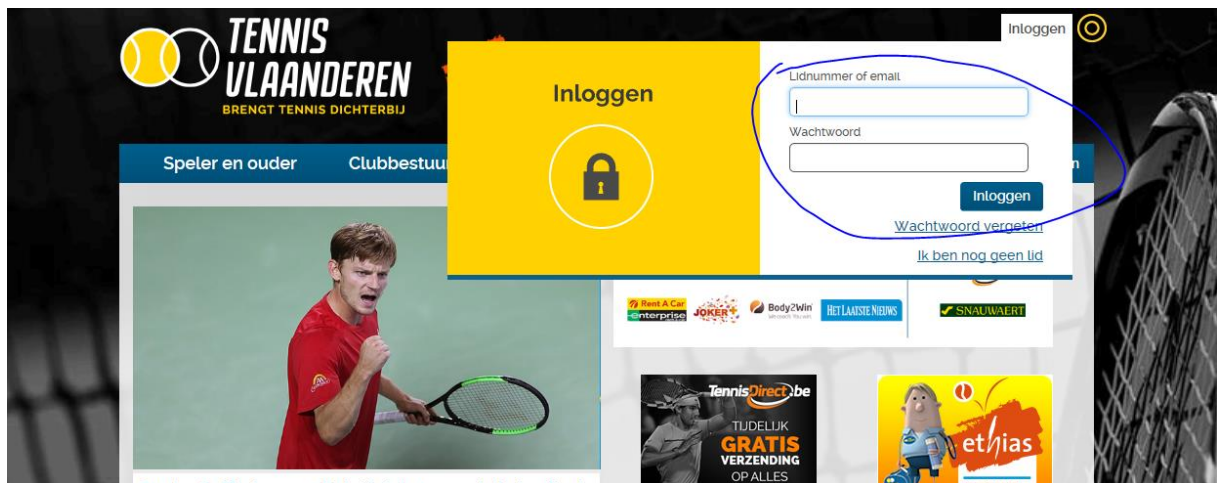 TENNIS
VLAANDEREN
BRENGT TENNIS DICHTERBIJ
Inloggen
Inloggen
Lidnummer of email
Wachtwoord
Inloggen
Wachtwoord vergeten
Ik ben nog geen lid
Speler en ouder
Clubbestuu
n
Rent A Car
enterprise
JOKER+
Body2Win
HET LAATSTE NIEUWS
SNAUWAERT
TennisDirect.be
TIJDELIJK
GRATIS
VERZENDING
OP ALLES
ethias